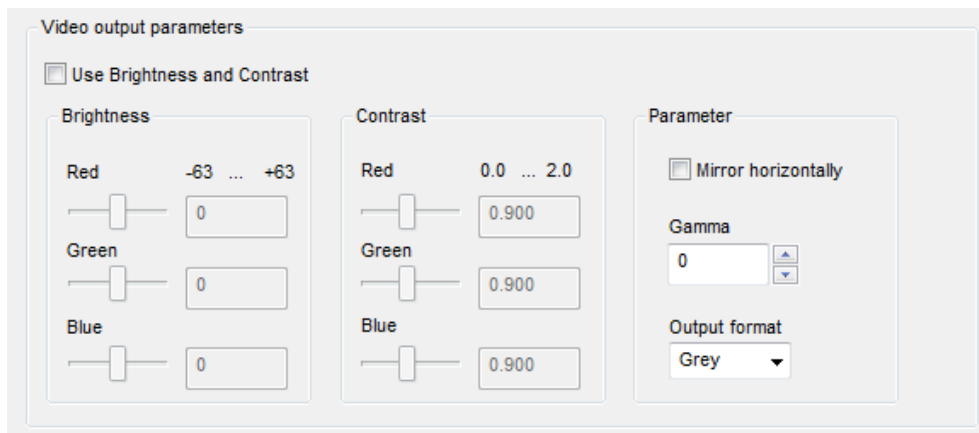 Video output parameters
Use Brightness and Contrast
Brightness
Red -63 ... +63
0
Green
0
Blue
0
Contrast
Red 0.0 ... 2.0
0.900
Green
0.900
Blue
0.900
Parameter
Mirror horizontally
Gamma
0
Output format
Grey